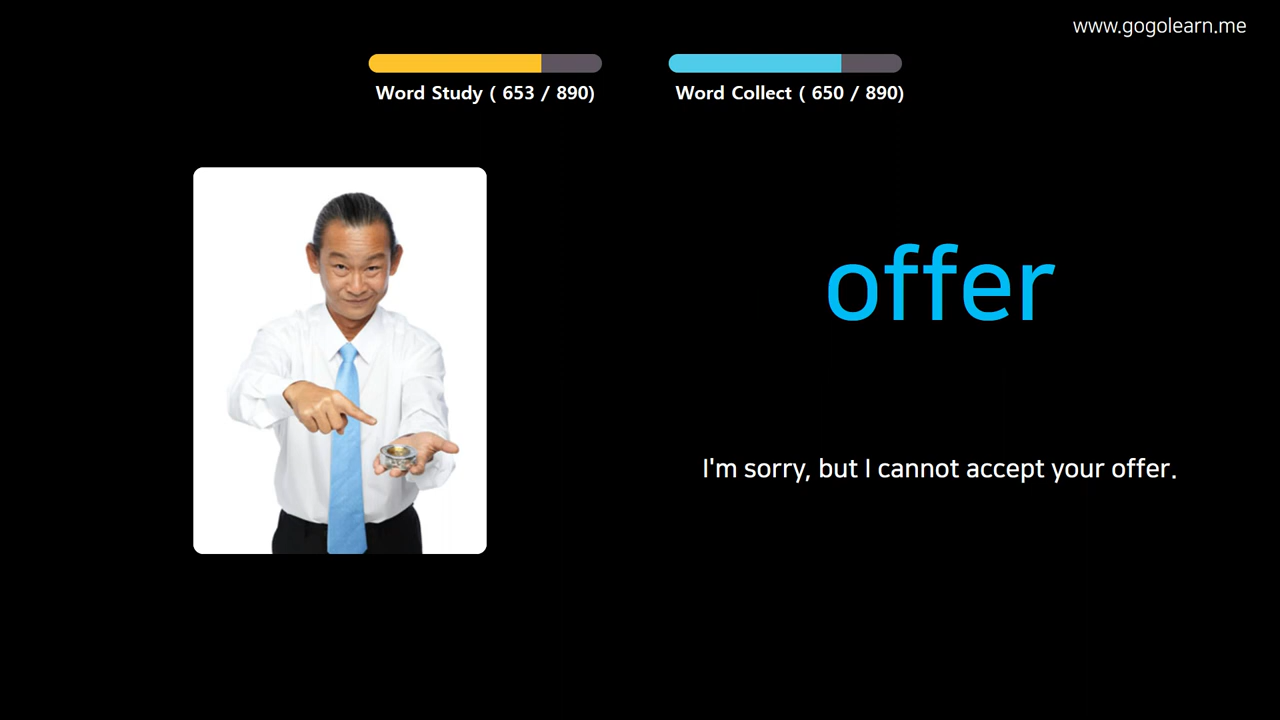 www.gogolearn.me
Word Study ( 653 / 890)
Word Collect ( 650 / 890)
offer
I'm sorry, but I cannot accept your offer.